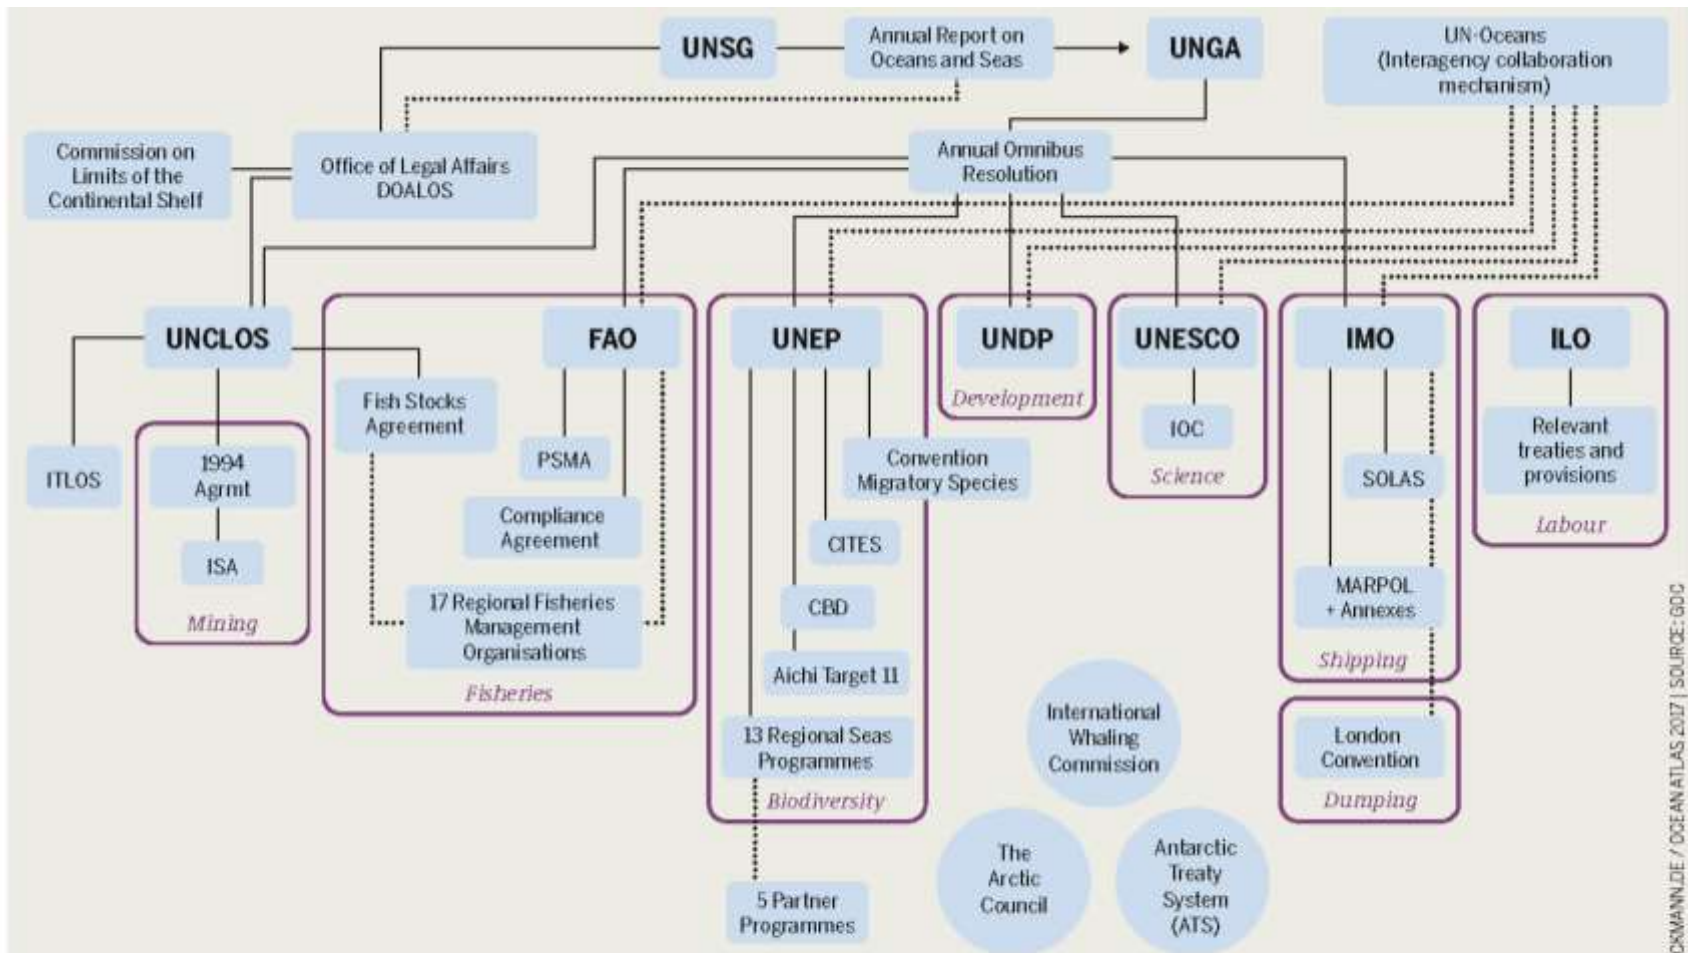 UNSG
Annual Report on
Oceans and Seas
UNGA
UN-Oceans
(Interagency collaboration
mechanism)
Commission on
Limits of the
Continental Shelf
Office of Legal Affairs
DOALOS
Annual Omnibus
Resolution
UNCLOS
FAO
UNEP
UNDP
UNESCO
IMO
ILO
Development
Fish Stocks
Agreement
ITLOS
1994
Agrmt
ISA
Mining
PSMA
Compliance
Agreement
17 Regional Fisheries
Management
Organisations
Fisheries
Convention
Migratory Species
CITES
CBD
Aichi Target 11
13 Regional Seas
Programmes
Biodiversity
5 Partner
Programmes
IOC
Science
SOLAS
MARPOL
+ Annexes
Shipping
London
Convention
Dumping
Relevant
treaties and
provisions
Labour
International
Whaling
Commission
The
Arctic
Council
Antarctic
Treaty
System
(ATS)
CKMANN.DE / OCEAN ATLAS 2017 | SOURCE: GOC